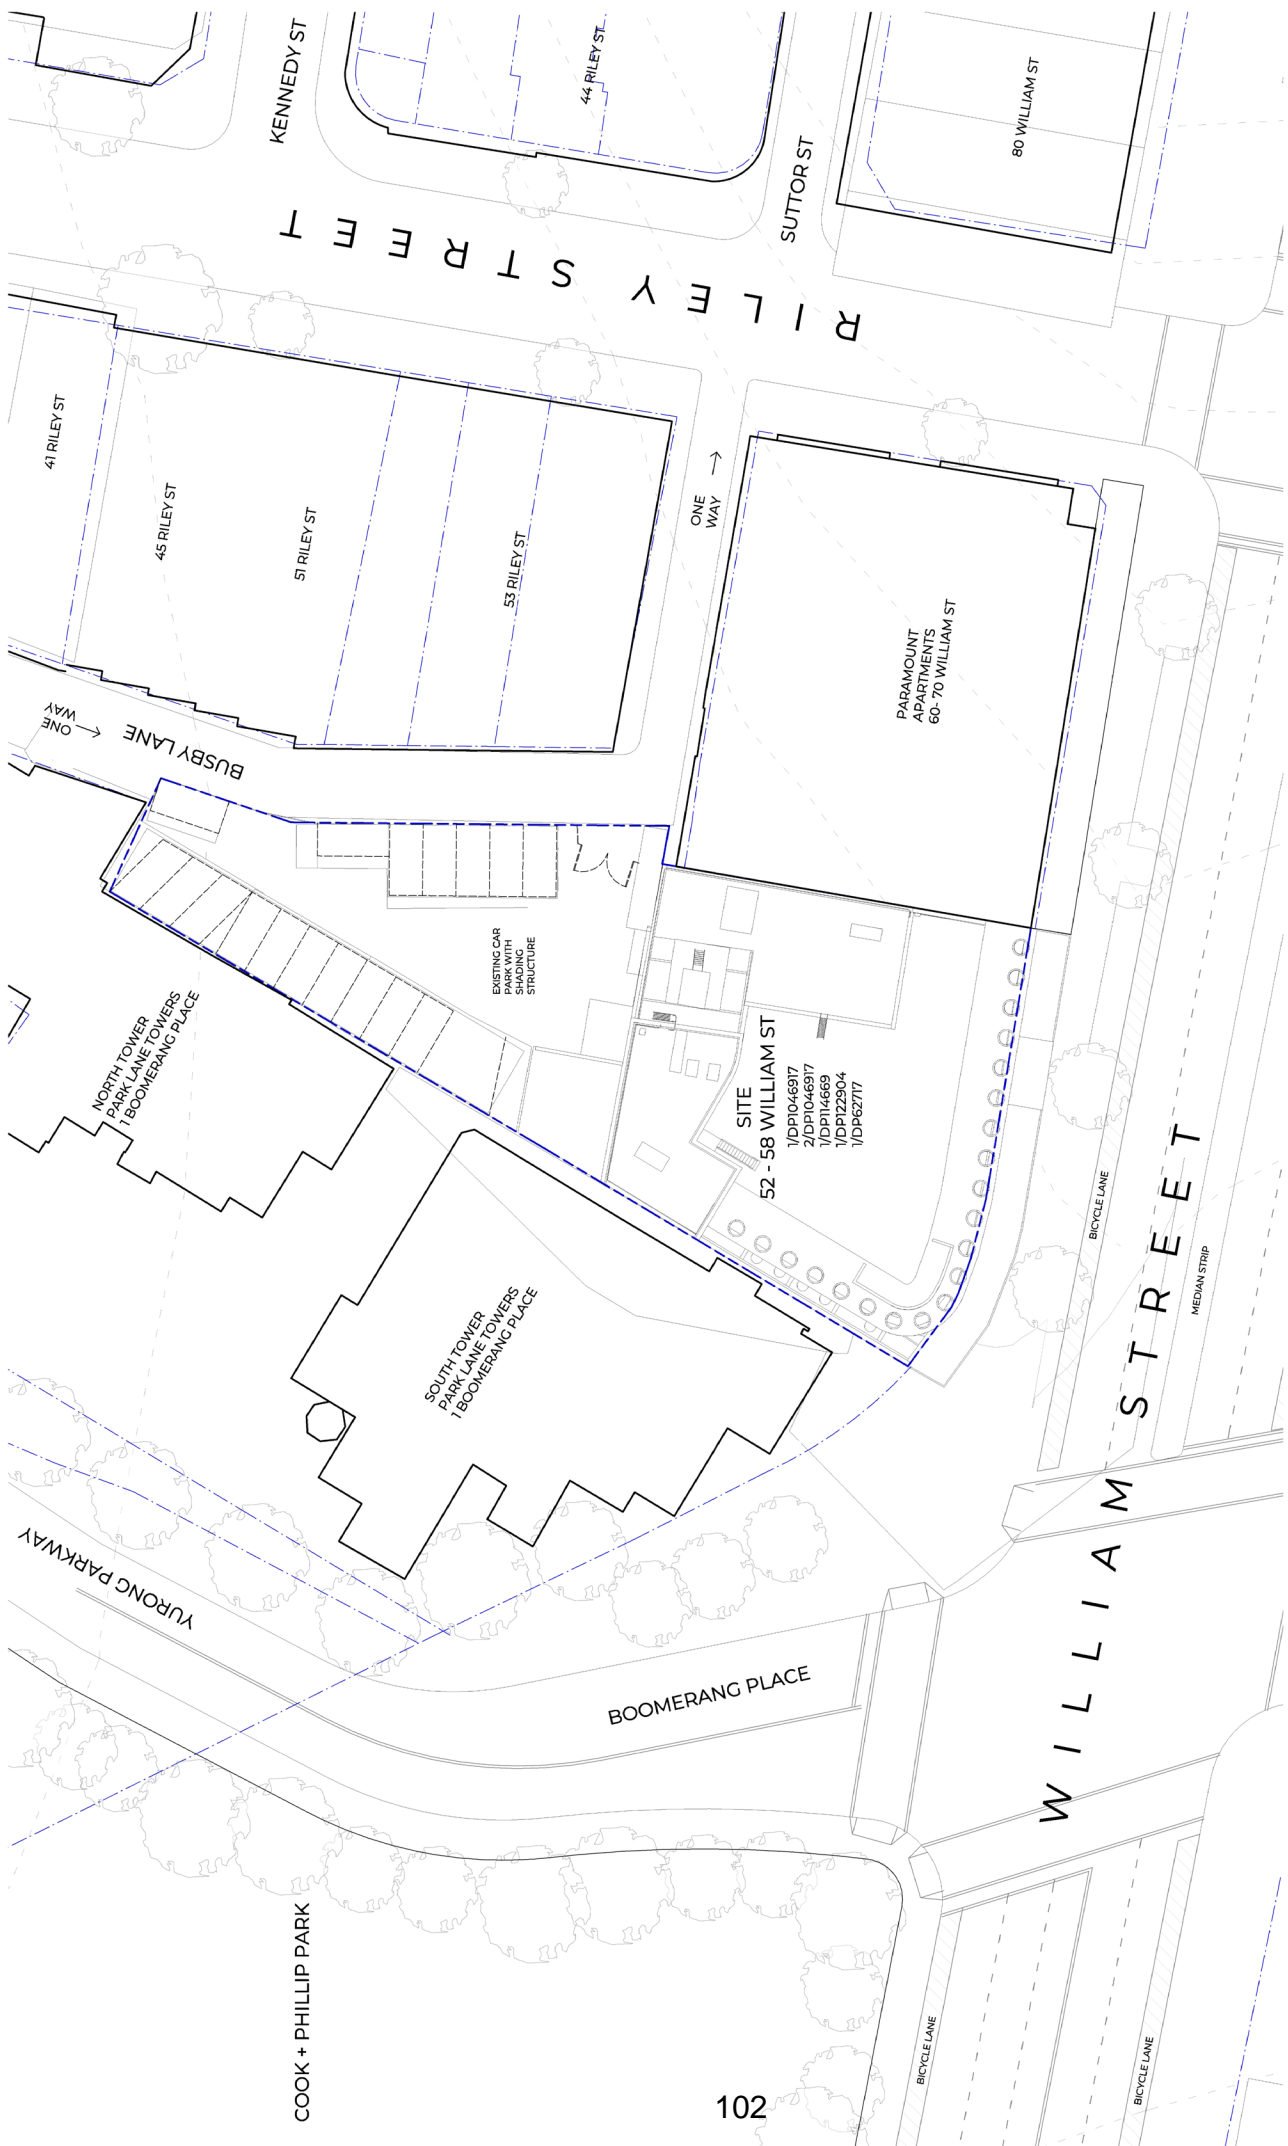 KENNEDY ST
44 RILEY ST
SUTTOR ST
80 WILLIAM ST
RILEY STREET
41 RILEY ST
45 RILEY ST
51 RILEY ST
53 RILEY ST
ONE
WAY
PARAMOUNT
APARTMENTS
60- 70 WILLIAM ST
ONE
WAY
BUSBY LANE
EXISTING CAR
PARK WITH
SHADING
STRUCTURE
NORTH TOWER
PARK LANE TOWERS
1 BOOMERANG PLACE
SITE
52 - 58 WILLIAM ST
1/DP1046917
2/DP1046917
1/DP114669
1/DP122904
1/DP62717
SOUTH TOWER
PARK LANE TOWERS
1 BOOMERANG PLACE
BICYCLE LANE
MEDIAN STRIP
WILLIAM STREET
YURONG PARKWAY
BOOMERANG PLACE
COOK + PHILLIP PARK
BICYCLE LANE
BICYCLE LANE
102